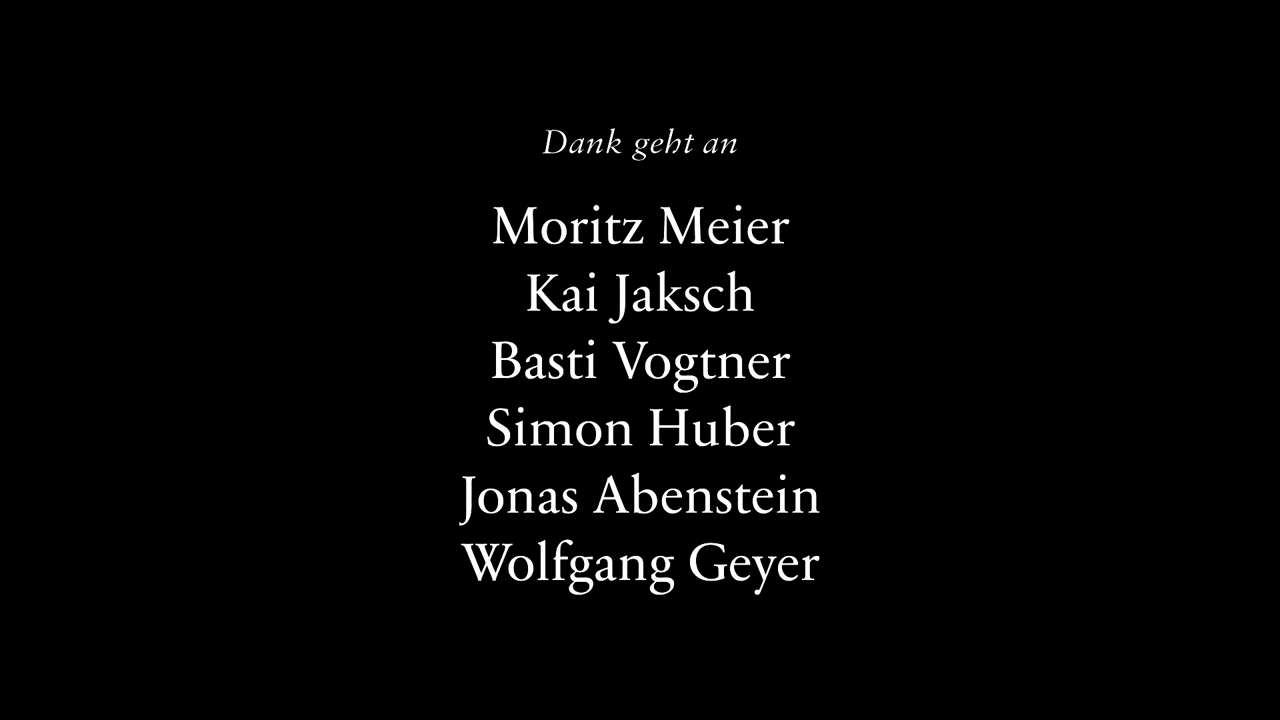 Dank geht an
Moritz Meier
Kai Jaksch
Basti Vogtner
Simon Huber
Jonas Abenstein
Wolfgang Geyer